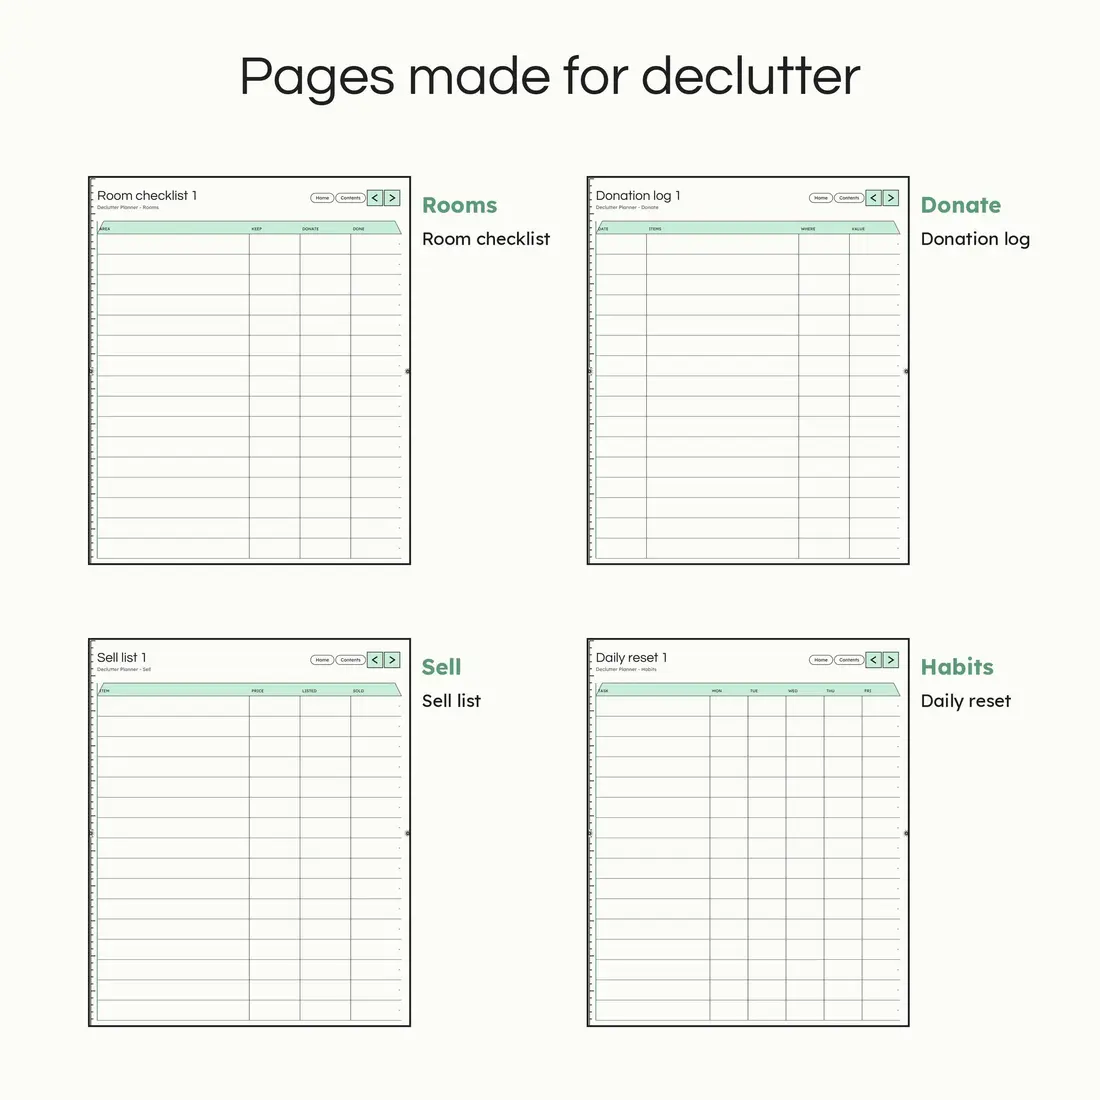 Pages made for declutter
Room checklist 1
Declutter Planner - Rooms
Home
Contents
<
>
AREA
KEEP
DONATE
DONE
Rooms
Room checklist
Donation log 1
Declutter Planner - Donate
Home
Contents
<
>
DATE
ITEMS
WHERE
VALUE
Donate
Donation log
Sell list 1
Declutter Planner - Sell
Home
Contents
<
>
ITEM
PRICE
LISTED
SOLD
Sell
Sell list
Daily reset 1
Declutter Planner - Habits
Home
Contents
<
>
TASK
MON
TUE
WED
THU
FRI
Habits
Daily reset